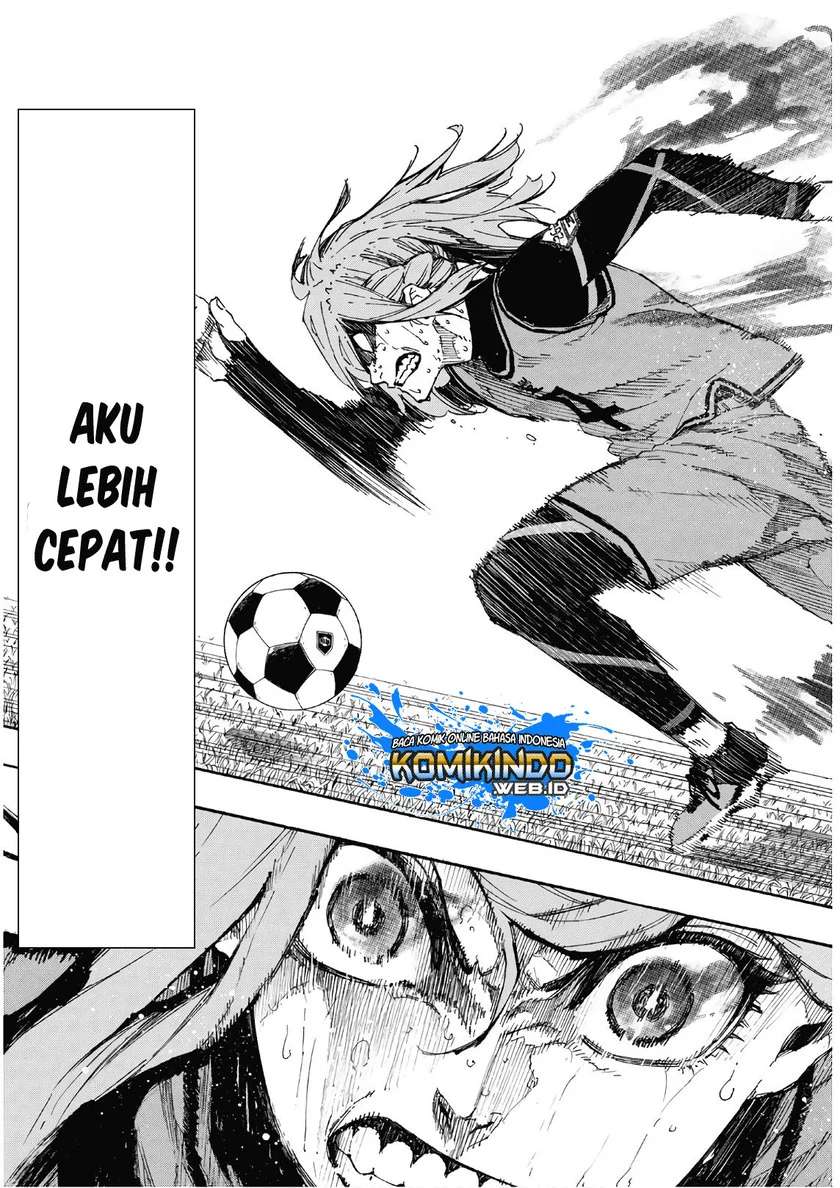 AKU
LEBIH
CEPAT!!
BACA KOMIK ONLINE BAHASA INDONESIA
KOMIKINDO
WEB.ID